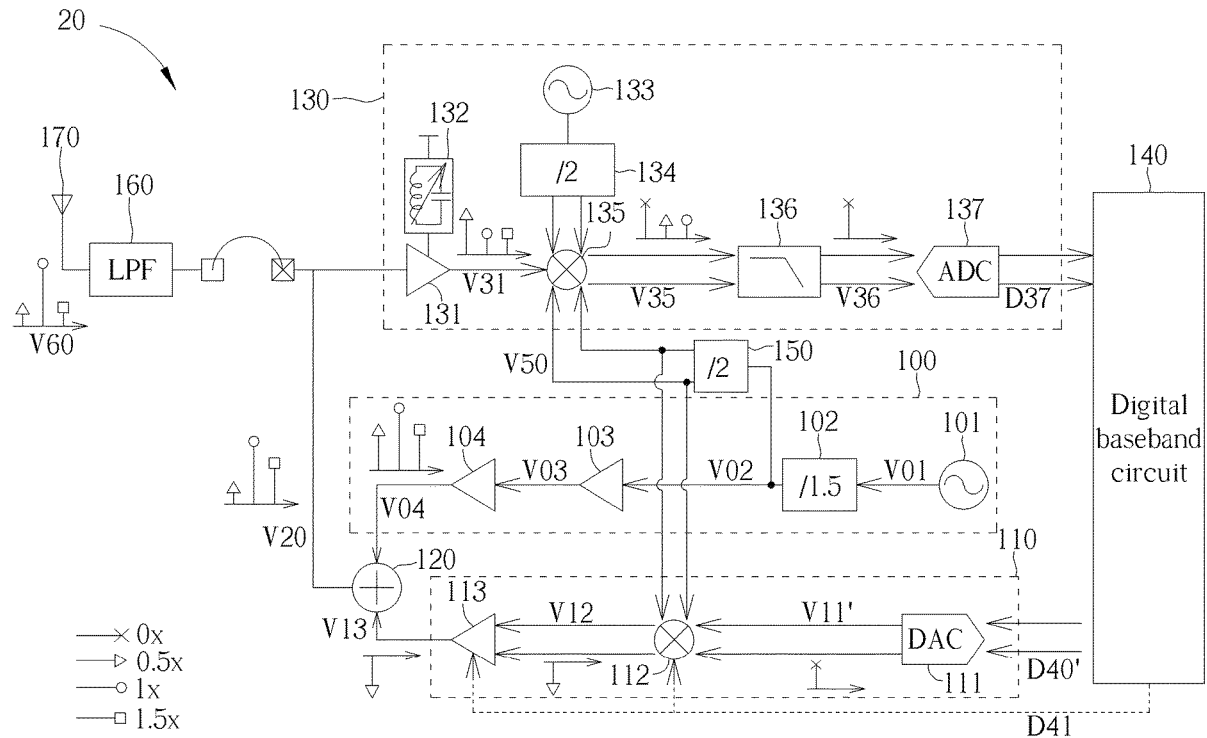 20
130
133
132
170
160
/2
134
140
135
136
137
LPF
ADC
V31
131
V35
V36
D37
V60
V50
150
/2
100
104
103
102
101
Digital
baseband
circuit
V03
V02
/1.5
V01
V04
V20
120
110
113
V12
V11'
V13
DAC
112
111
D40'
D41
0x
0.5x
1x
1.5x